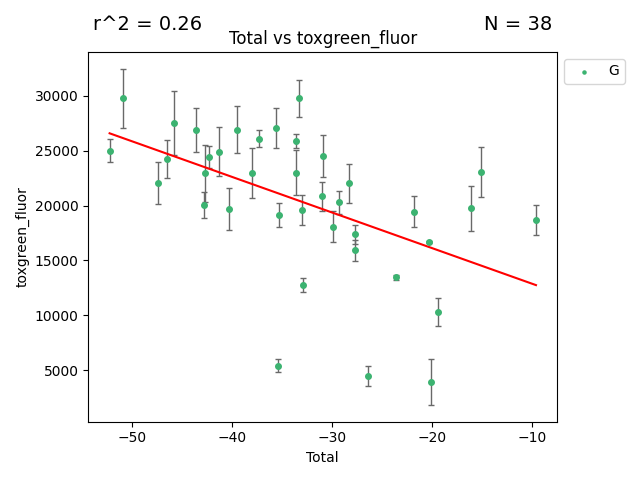 r^2 = 0.26
N = 38
Total vs toxgreen_fluor
G
30000
25000
20000
15000
10000
5000
toxgreen_fluor
−50
−40
−30
−20
−10
Total